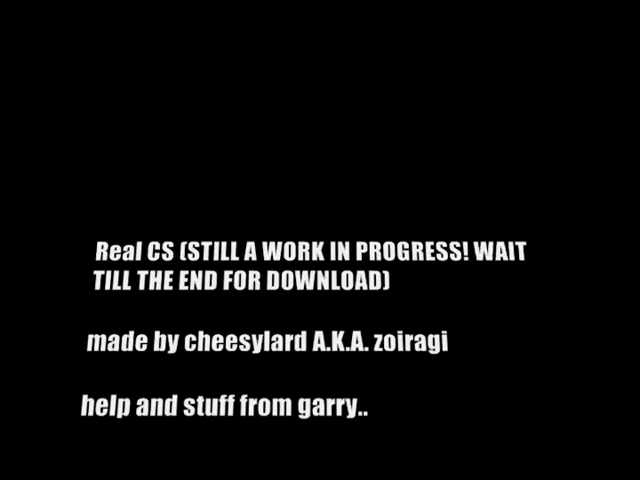 Real CS (STILL A WORK IN PROGRESS! WAIT
TILL THE END FOR DOWNLOAD)
made by cheesylard A.K.A. zoiragi
help and stuff from garry..